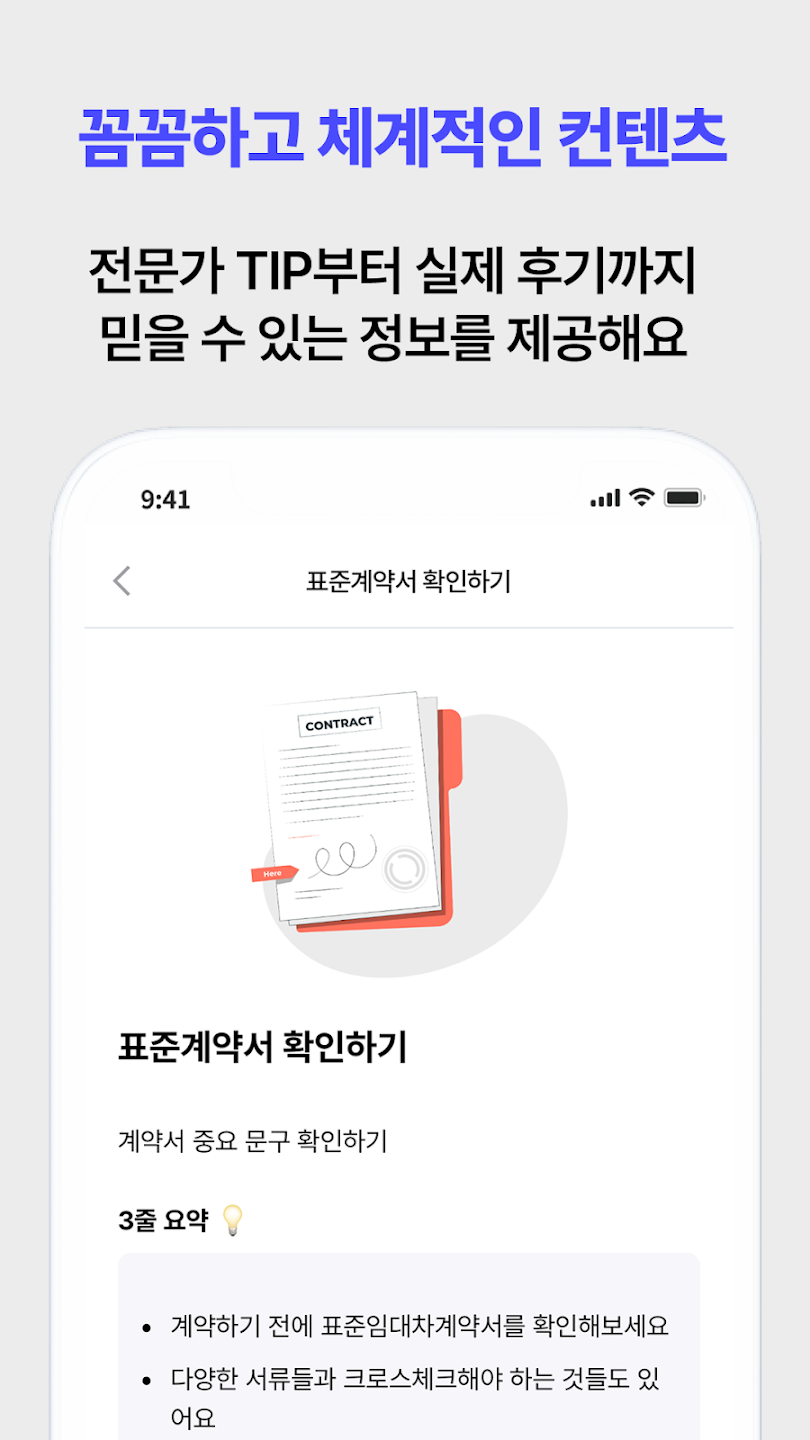 꼼꼼하고 체계적인 컨텐츠
전문가 TIP부터 실제 후기까지
믿을 수 있는 정보를 제공해요
9:41
표준계약서 확인하기
CONTRACT
Here
표준계약서 확인하기
계약서 중요 문구 확인하기
3줄 요약 💡
• 계약하기 전에 표준임대차계약서를 확인해보세요
• 다양한 서류들과 크로스체크해야 하는 것들도 있
어요